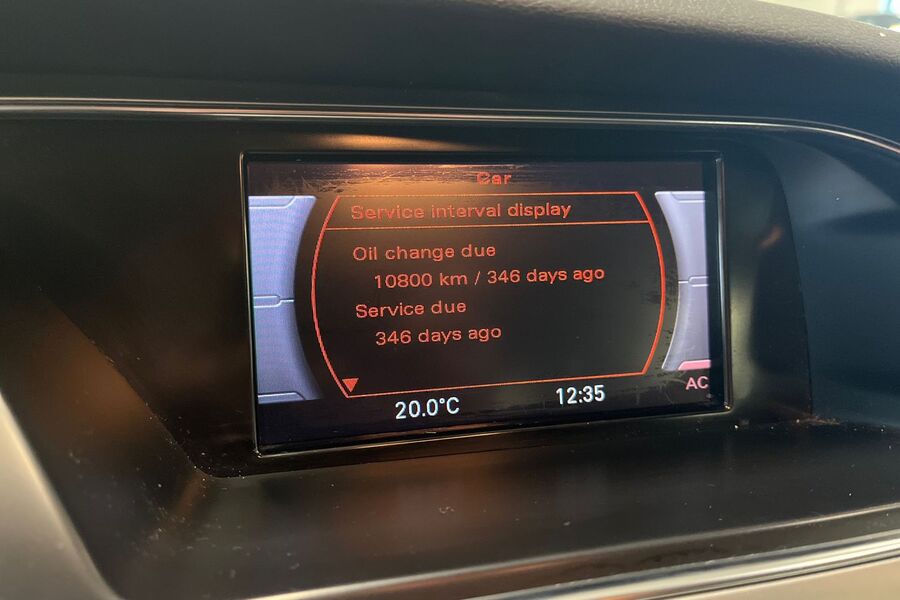 Car
Service interval display
Oil change due
10800 km / 346 days ago
Service due
346 days ago
20.0°C
12:35
AC